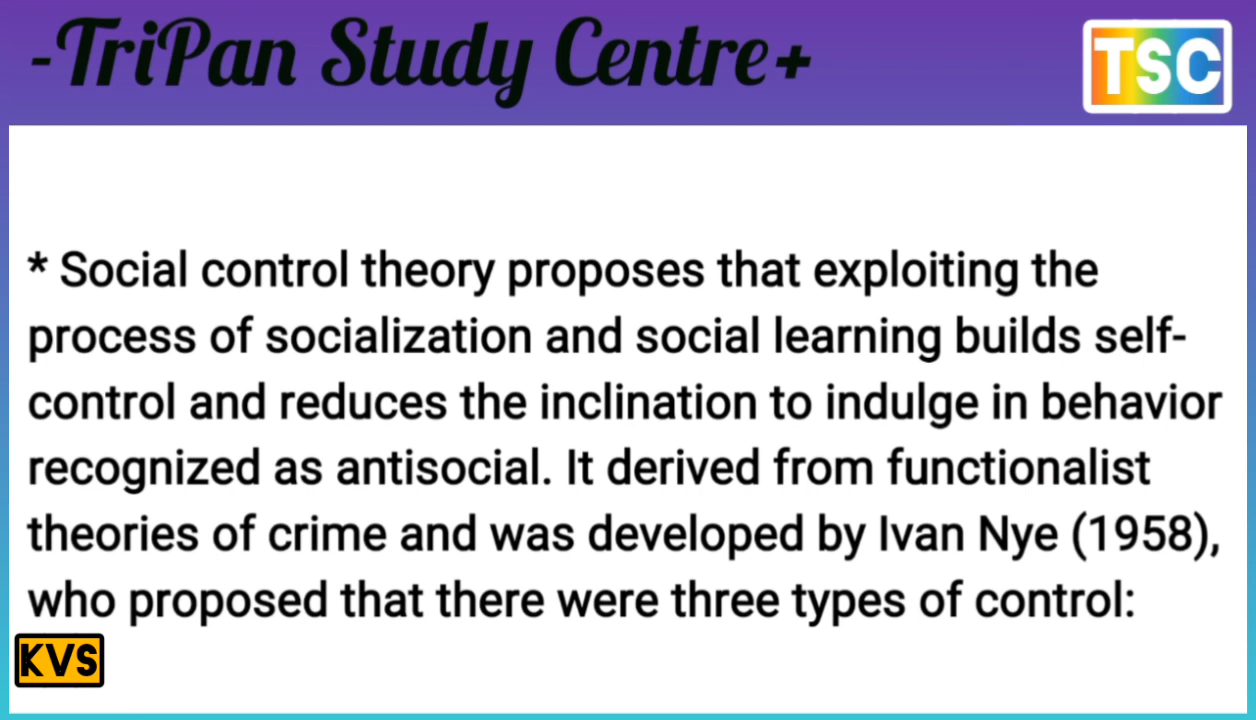 -TriPan Study Centre+
TSC
* Social control theory proposes that exploiting the
process of socialization and social learning builds self-
control and reduces the inclination to indulge in behavior
recognized as antisocial. It derived from functionalist
theories of crime and was developed by Ivan Nye (1958),
who proposed that there were three types of control:
KVS